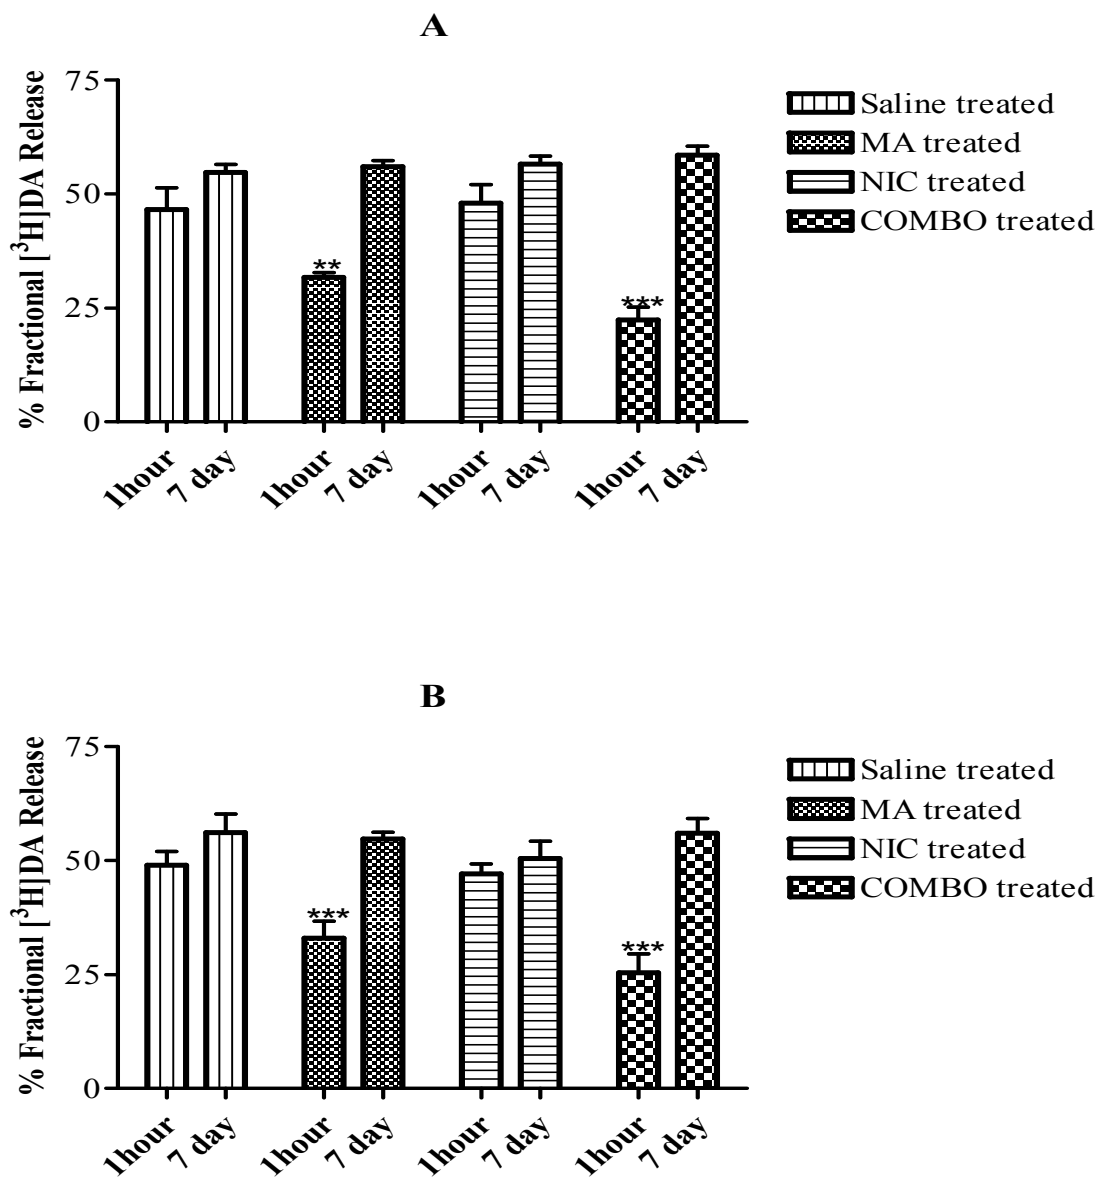 A
% Fractional [³H]DA Release
75
50
25
0
**
***
1hour
7 day
1hour
7 day
1hour
7 day
1hour
7 day
Saline treated
MA treated
NIC treated
COMBO treated
B
% Fractional [³H]DA Release
75
50
25
0
***
***
1hour
7 day
1hour
7 day
1hour
7 day
1hour
7 day
Saline treated
MA treated
NIC treated
COMBO treated